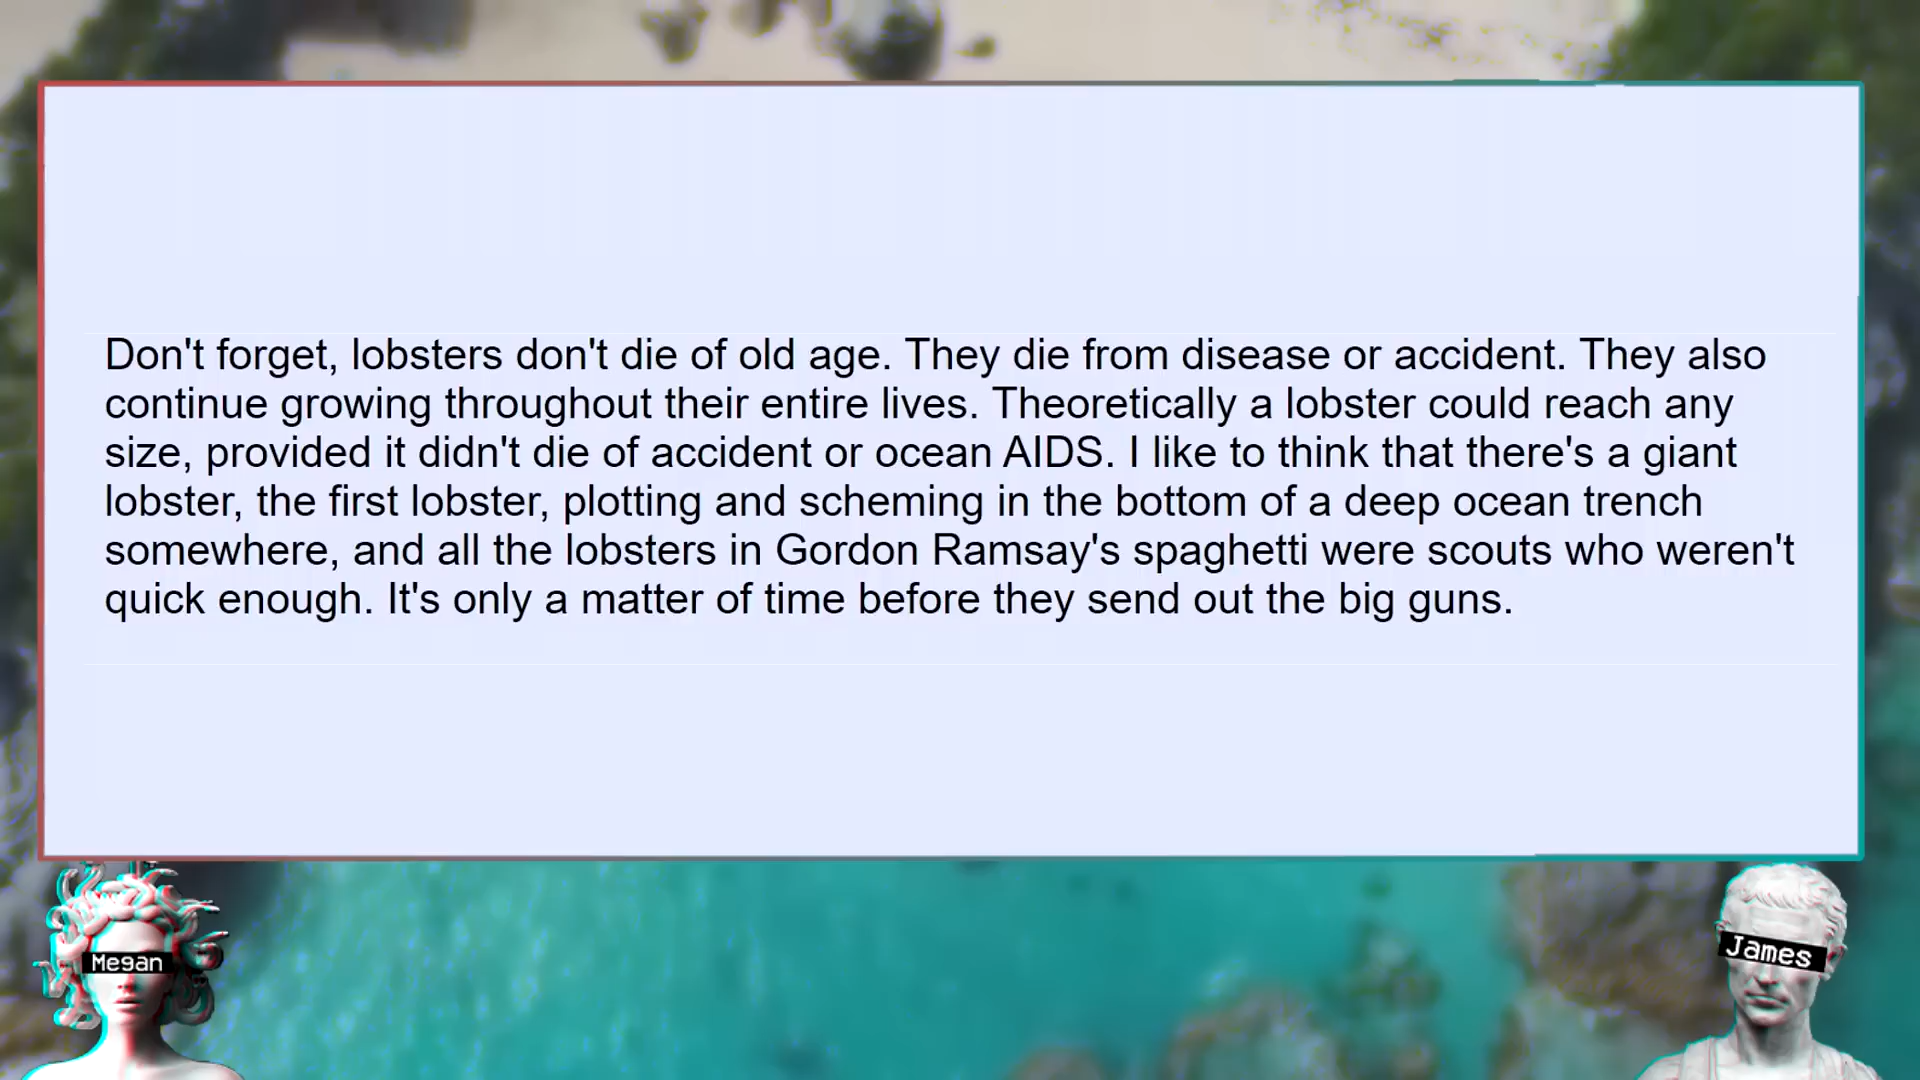 Don't forget, lobsters don't die of old age. They die from disease or accident. They also
continue growing throughout their entire lives. Theoretically a lobster could reach any
size, provided it didn't die of accident or ocean AIDS. I like to think that there's a giant
lobster, the first lobster, plotting and scheming in the bottom of a deep ocean trench
somewhere, and all the lobsters in Gordon Ramsay's spaghetti were scouts who weren't
quick enough. It's only a matter of time before they send out the big guns.
Megan
James